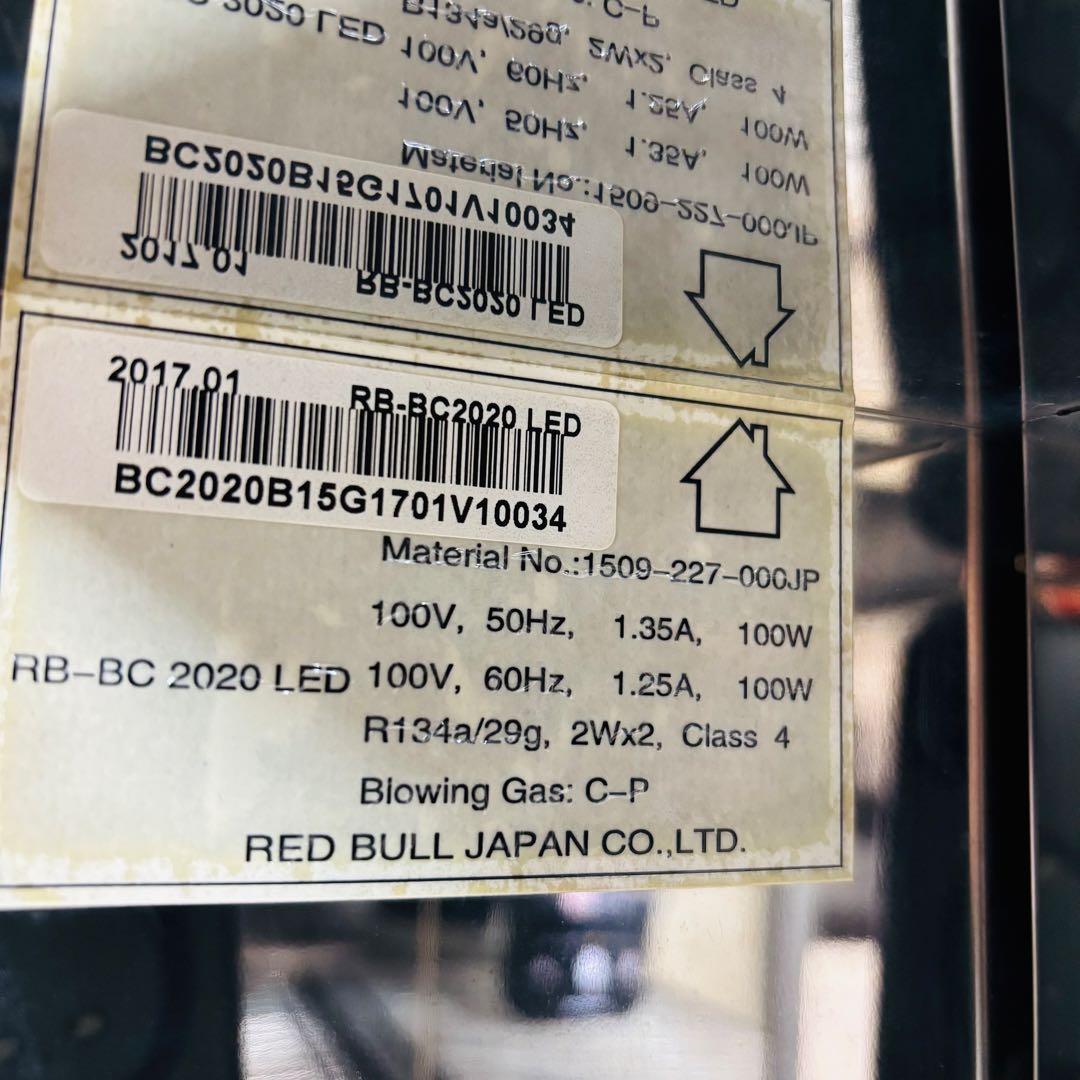 2017.01 RB-BC2020 LED
BC2020B15G1701V10034
Material No.:1509-227-000JP
100V, 50Hz, 1.35A, 100W
RB-BC 2020 LED 100V, 60Hz, 1.25A, 100W
R134a/29g, 2Wx2, Class 4
Blowing Gas: C-P
RED BULL JAPAN CO.,LTD.